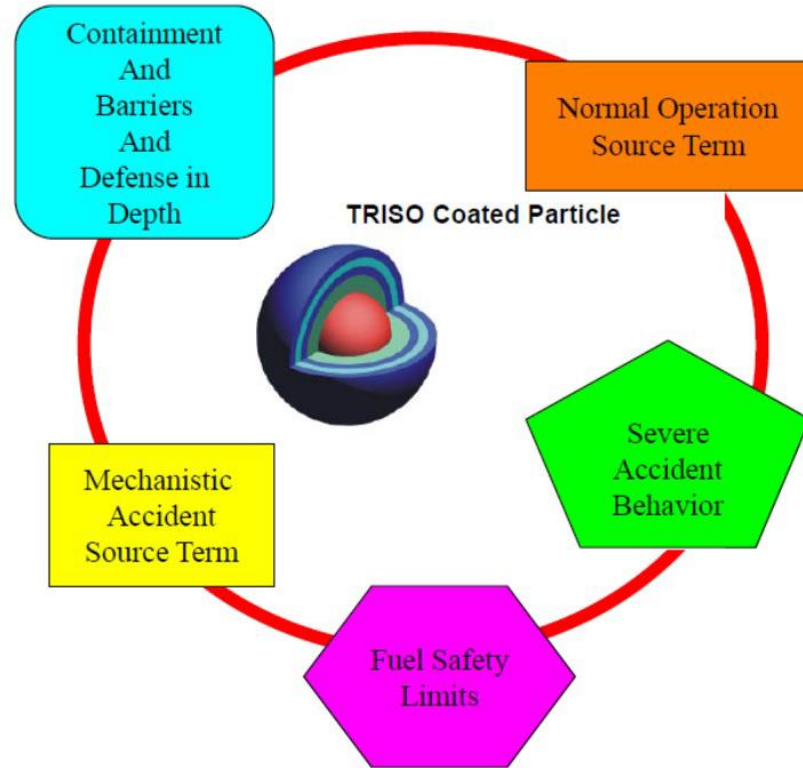 Containment
And
Barriers
And
Defense in
Depth
Normal Operation
Source Term
TRISO Coated Particle
Severe
Accident
Behavior
Mechanistic
Accident
Source Term
Fuel Safety
Limits